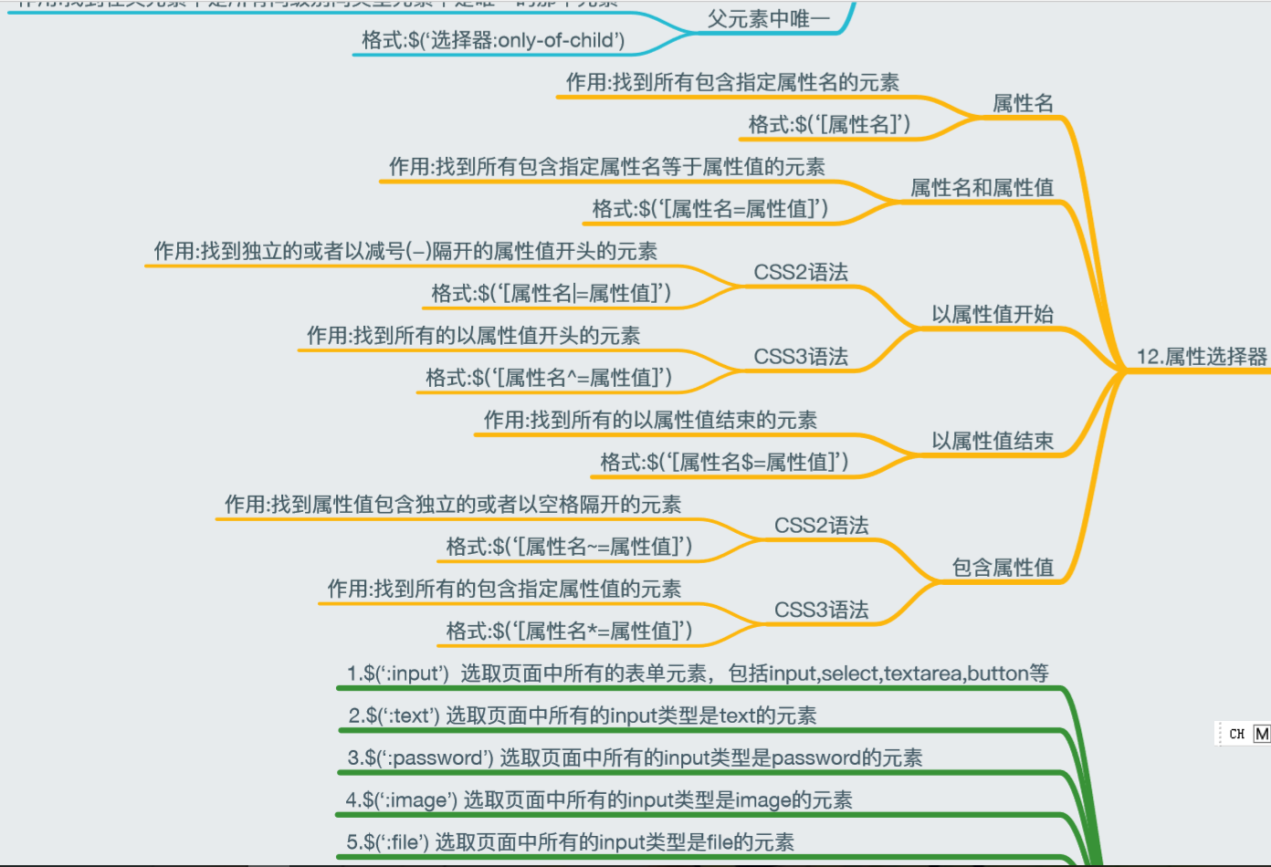 父元素中唯一
格式:$(‘选择器:only-of-child’)
作用:找到所有包含指定属性名的元素
属性名
格式:$(‘[属性名]’)
作用:找到所有包含指定属性名等于属性值的元素
属性名和属性值
格式:$(‘[属性名=属性值]’)
作用:找到独立的或者以减号(-)隔开的属性值开头的元素
CSS2语法
格式:$(‘[属性名|=属性值]’)
以属性值开始
作用:找到所有的以属性值开头的元素
CSS3语法
格式:$(‘[属性名^=属性值]’)
12.属性选择器
作用:找到所有的以属性值结束的元素
以属性值结束
格式:$(‘[属性名$=属性值]’)
作用:找到属性值包含独立的或者以空格隔开的元素
CSS2语法
格式:$(‘[属性名~=属性值]’)
包含属性值
作用:找到所有的包含指定属性值的元素
CSS3语法
格式:$(‘[属性名*=属性值]’)
1.$(‘:input’) 选取页面中所有的表单元素，包括input,select,textarea,button等
2.$(‘:text’) 选取页面中所有的input类型是text的元素
3.$(‘:password’) 选取页面中所有的input类型是password的元素
4.$(‘:image’) 选取页面中所有的input类型是image的元素
5.$(‘:file’) 选取页面中所有的input类型是file的元素
CH M